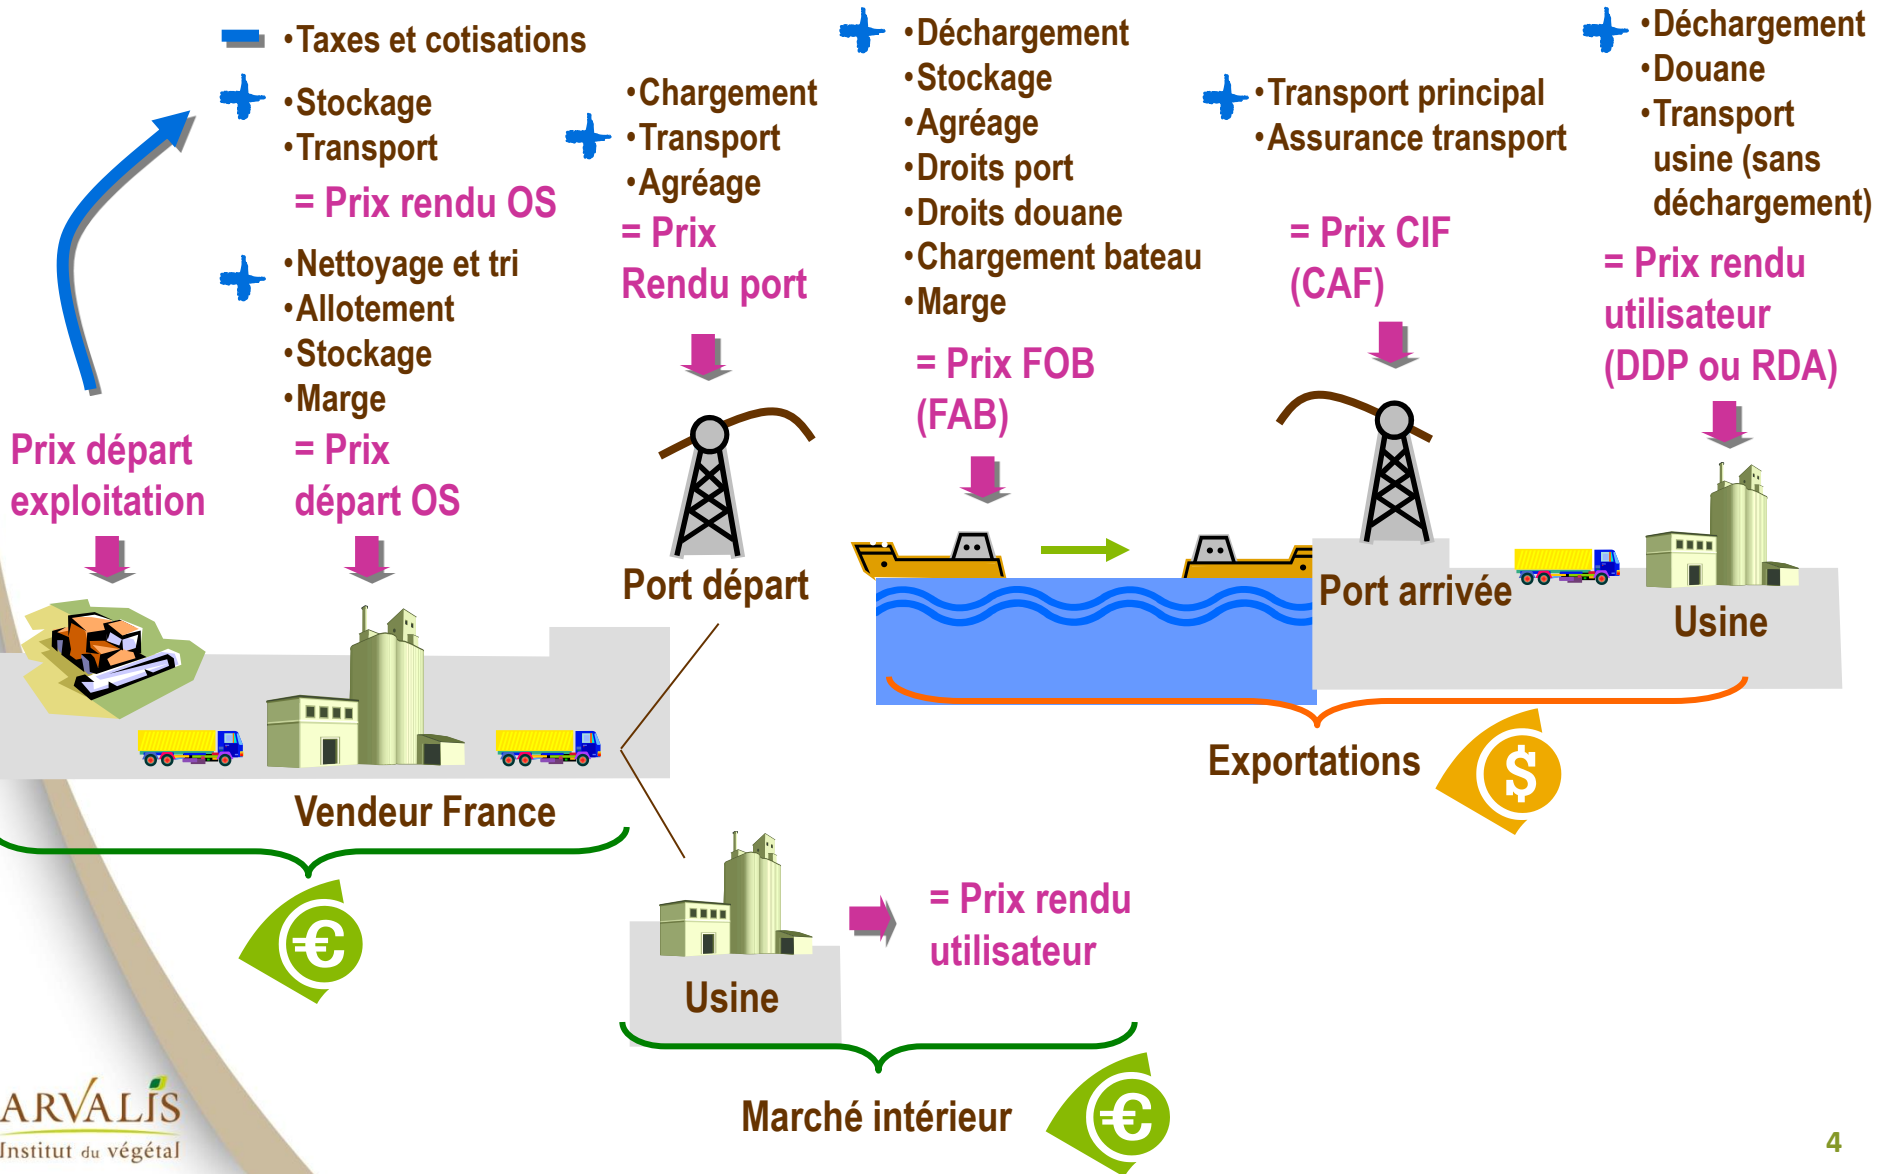 •Taxes et cotisations
•Stockage
•Transport
= Prix rendu OS
•Nettoyage et tri
•Allotement
•Stockage
•Marge
= Prix
départ OS
Prix départ
exploitation
•Chargement
•Transport
•Agréage
= Prix
Rendu port
•Déchargement
•Stockage
•Agréage
•Droits port
•Droits douane
•Chargement bateau
•Marge
= Prix FOB
(FAB)
•Transport principal
•Assurance transport
= Prix CIF
(CAF)
•Déchargement
•Douane
•Transport
usine (sans
déchargement)
= Prix rendu
utilisateur
(DDP ou RDA)
Port départ
Port arrivée
Usine
Exportations
$
Vendeur France
€
Usine
= Prix rendu
utilisateur
Marché intérieur
€
ARVALIS
Institut du végétal
4